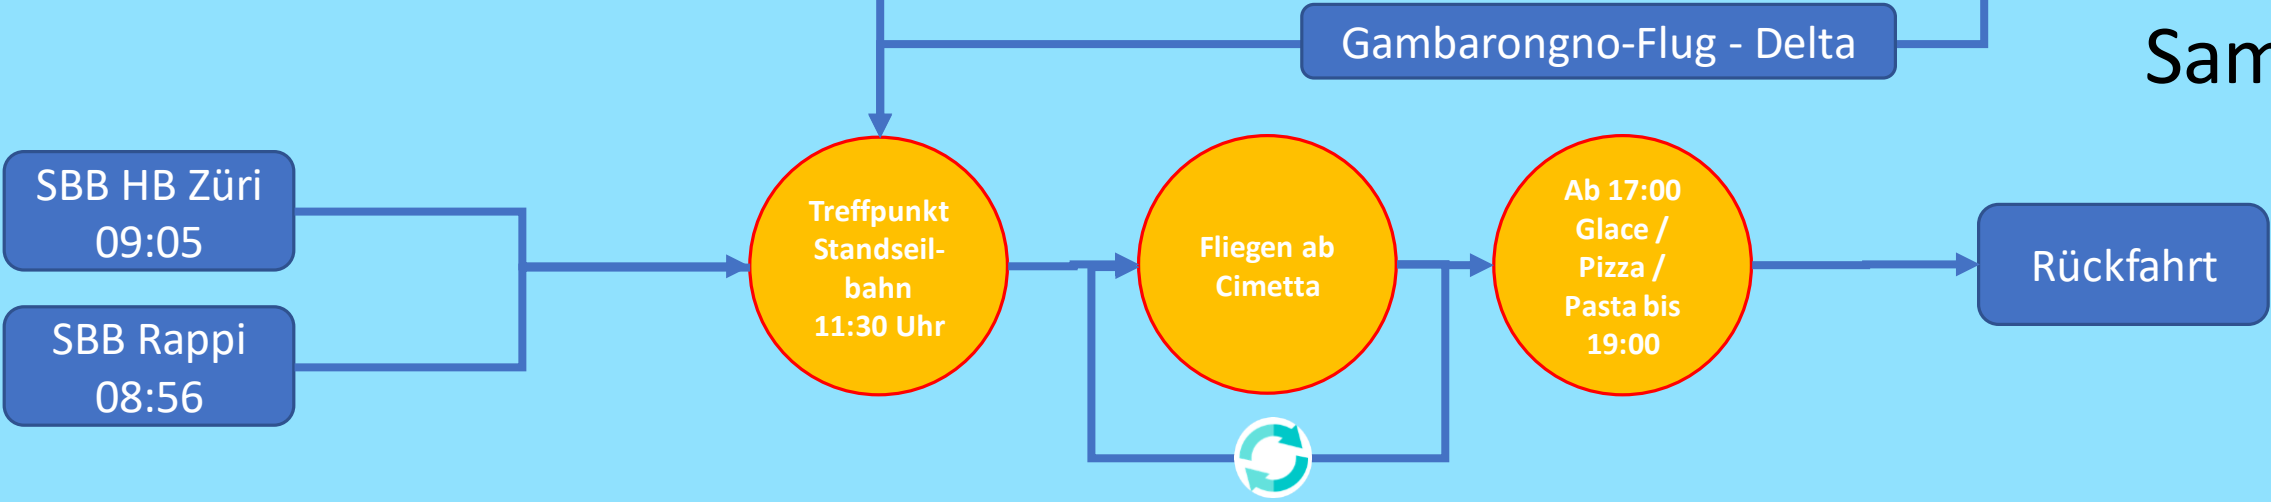 Gambarongno-Flug - Delta
Sam
SBB HB Züri
09:05
SBB Rappi
08:56
Treffpunkt
Standseil-
bahn
11:30 Uhr
Fliegen ab
Cimetta
Ab 17:00
Glace /
Pizza /
Pasta bis
19:00
Rückfahrt